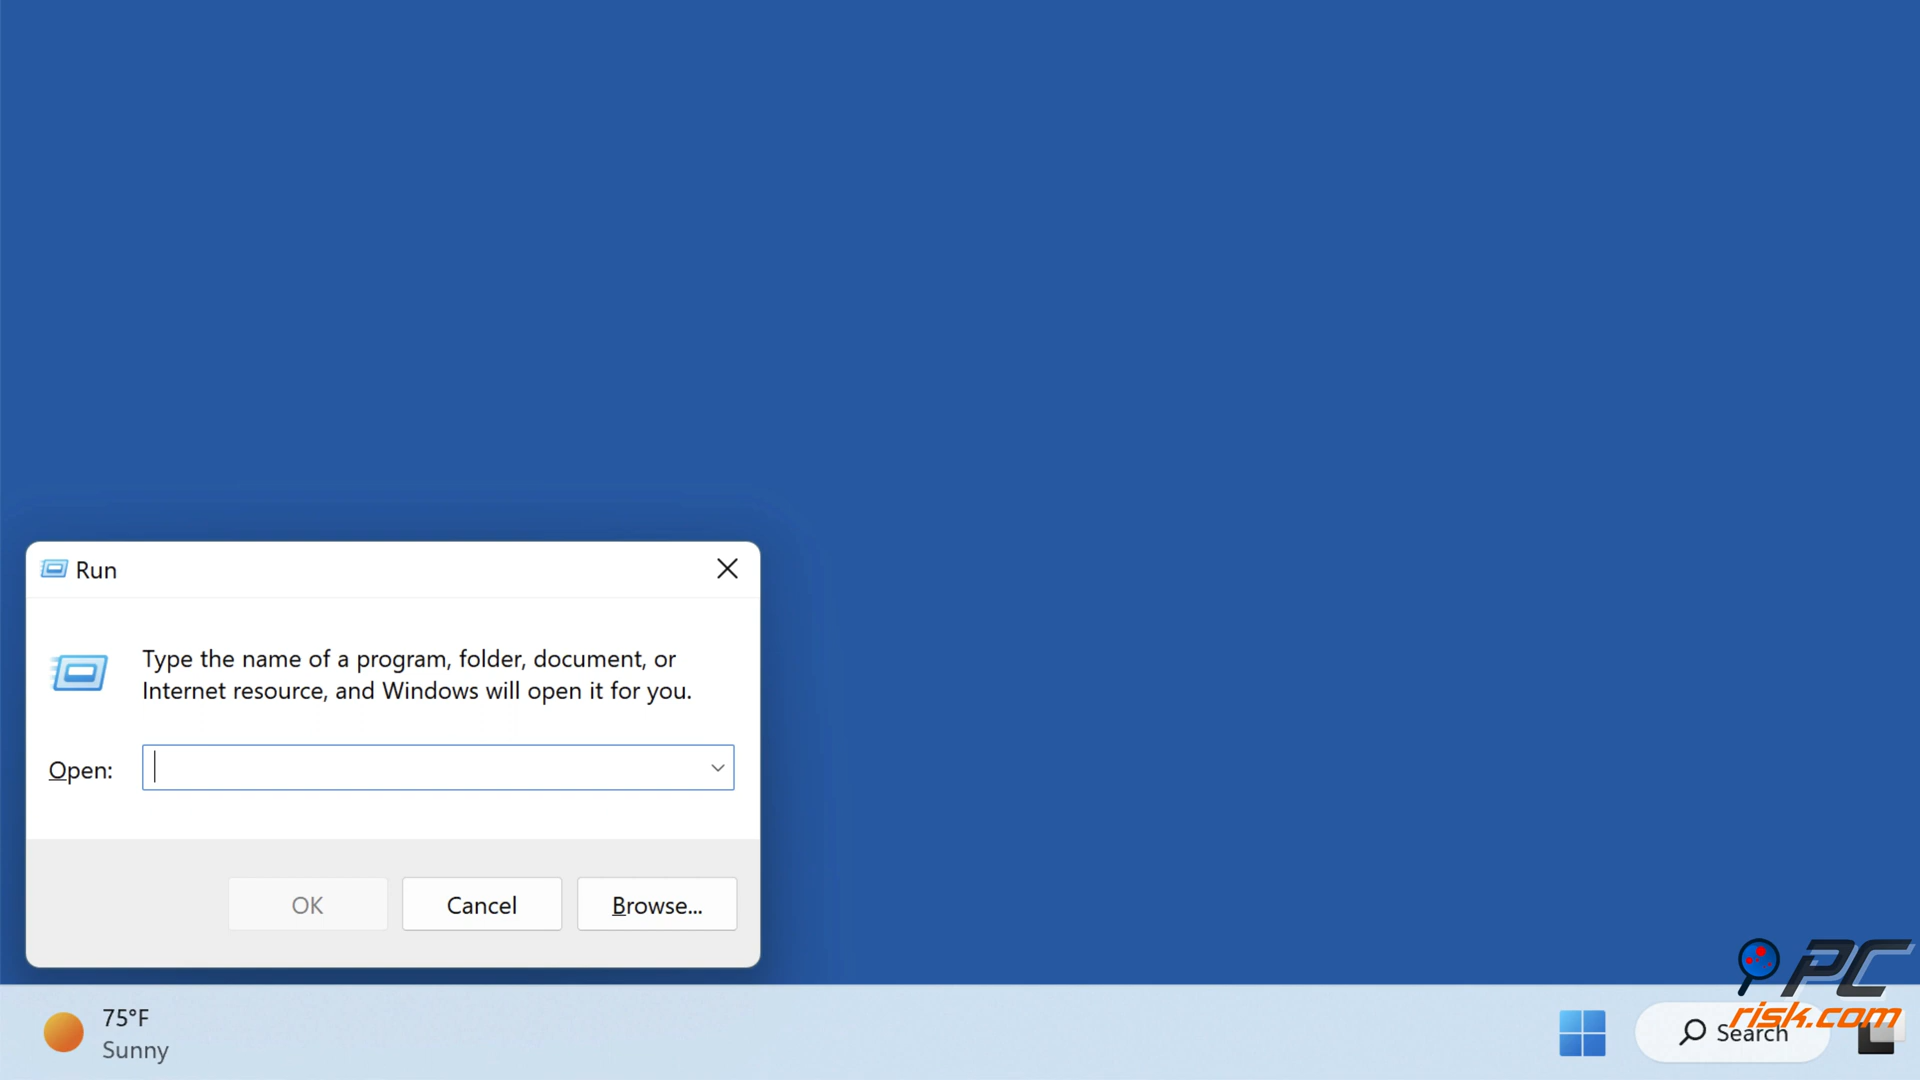 Run
Type the name of a program, folder, document, or
Internet resource, and Windows will open it for you.
Open:
OK
Cancel
Browse...
PC
risk.com
75°F
Sunny
Search